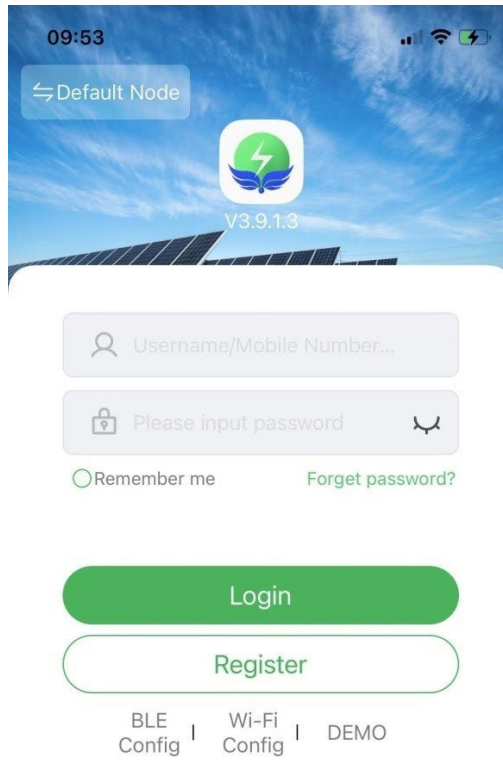 09:53
Default Node
V3.9.1.3
Username/Mobile Number...
Please input password
Remember me
Forget password?
Login
Register
BLE
Config
Wi-Fi
Config
DEMO